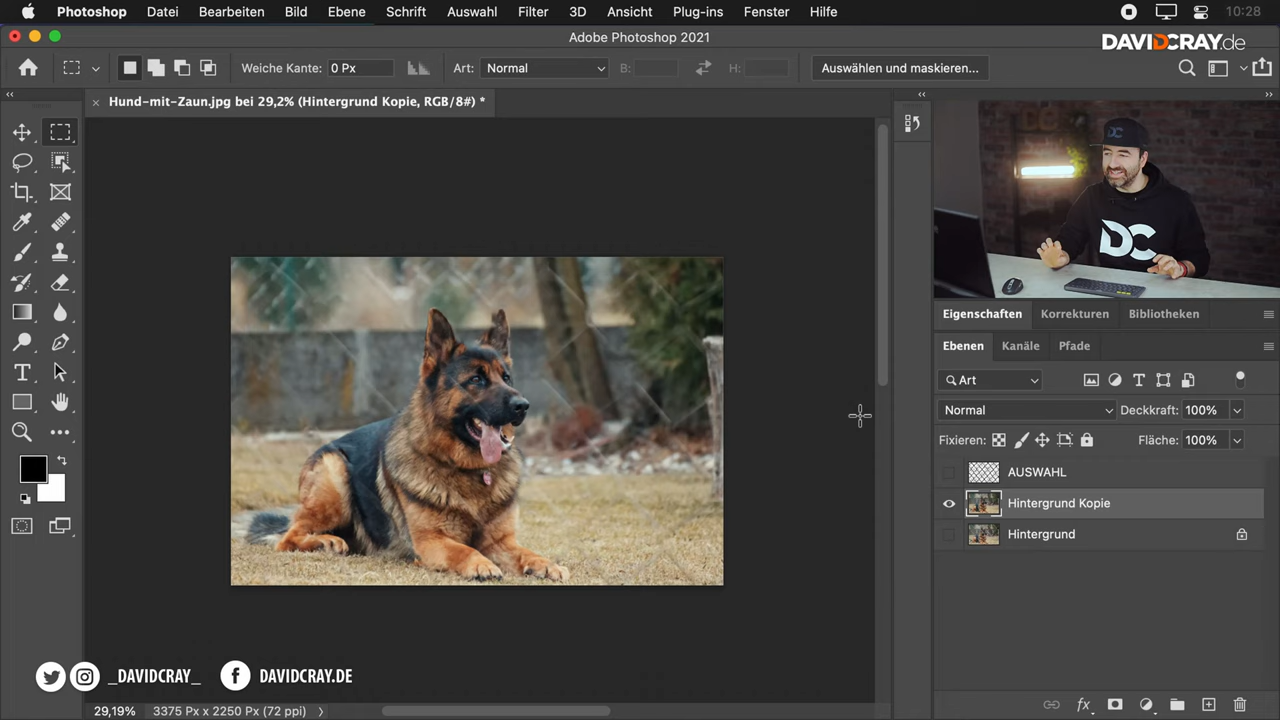 Photoshop Datei Bearbeiten Bild Ebene Schrift Auswahl Filter 3D Ansicht Plug-ins Fenster Hilfe 10:28
Adobe Photoshop 2021
DAVIDCRAY.de
Weiche Kante: 0 Px Art: Normal B: H: Auswählen und maskieren...
Hund-mit-Zaun.jpg bei 29,2% (Hintergrund Kopie, RGB/8#) *
DC
Eigenschaften Korrekturen Bibliotheken
Ebenen Kanäle Pfade
Art
Normal Deckkraft: 100%
Fixieren: Fläche: 100%
AUSWAHL
Hintergrund Kopie
Hintergrund
_DAVIDCRAY_ DAVIDCRAY.DE
fx
29,19% 3375 Px x 2250 Px (72 ppi)